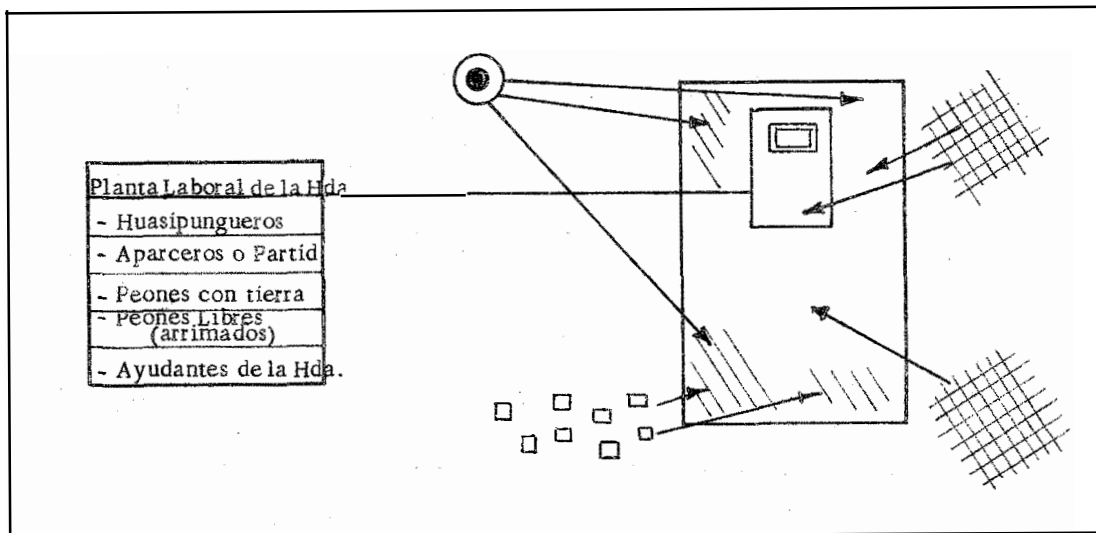 Planta Laboral de la Hda
- Huasipungueros
- Aparceros o Partid
- Peones con tierra
- Peones Libres
(arrimados)
- Ayudantes de la Hda.